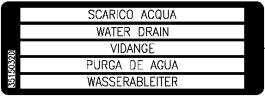 SCARICO ACQUA
WATER DRAIN
VIDANGE
PURGA DE AGUA
WASSERABLEITER